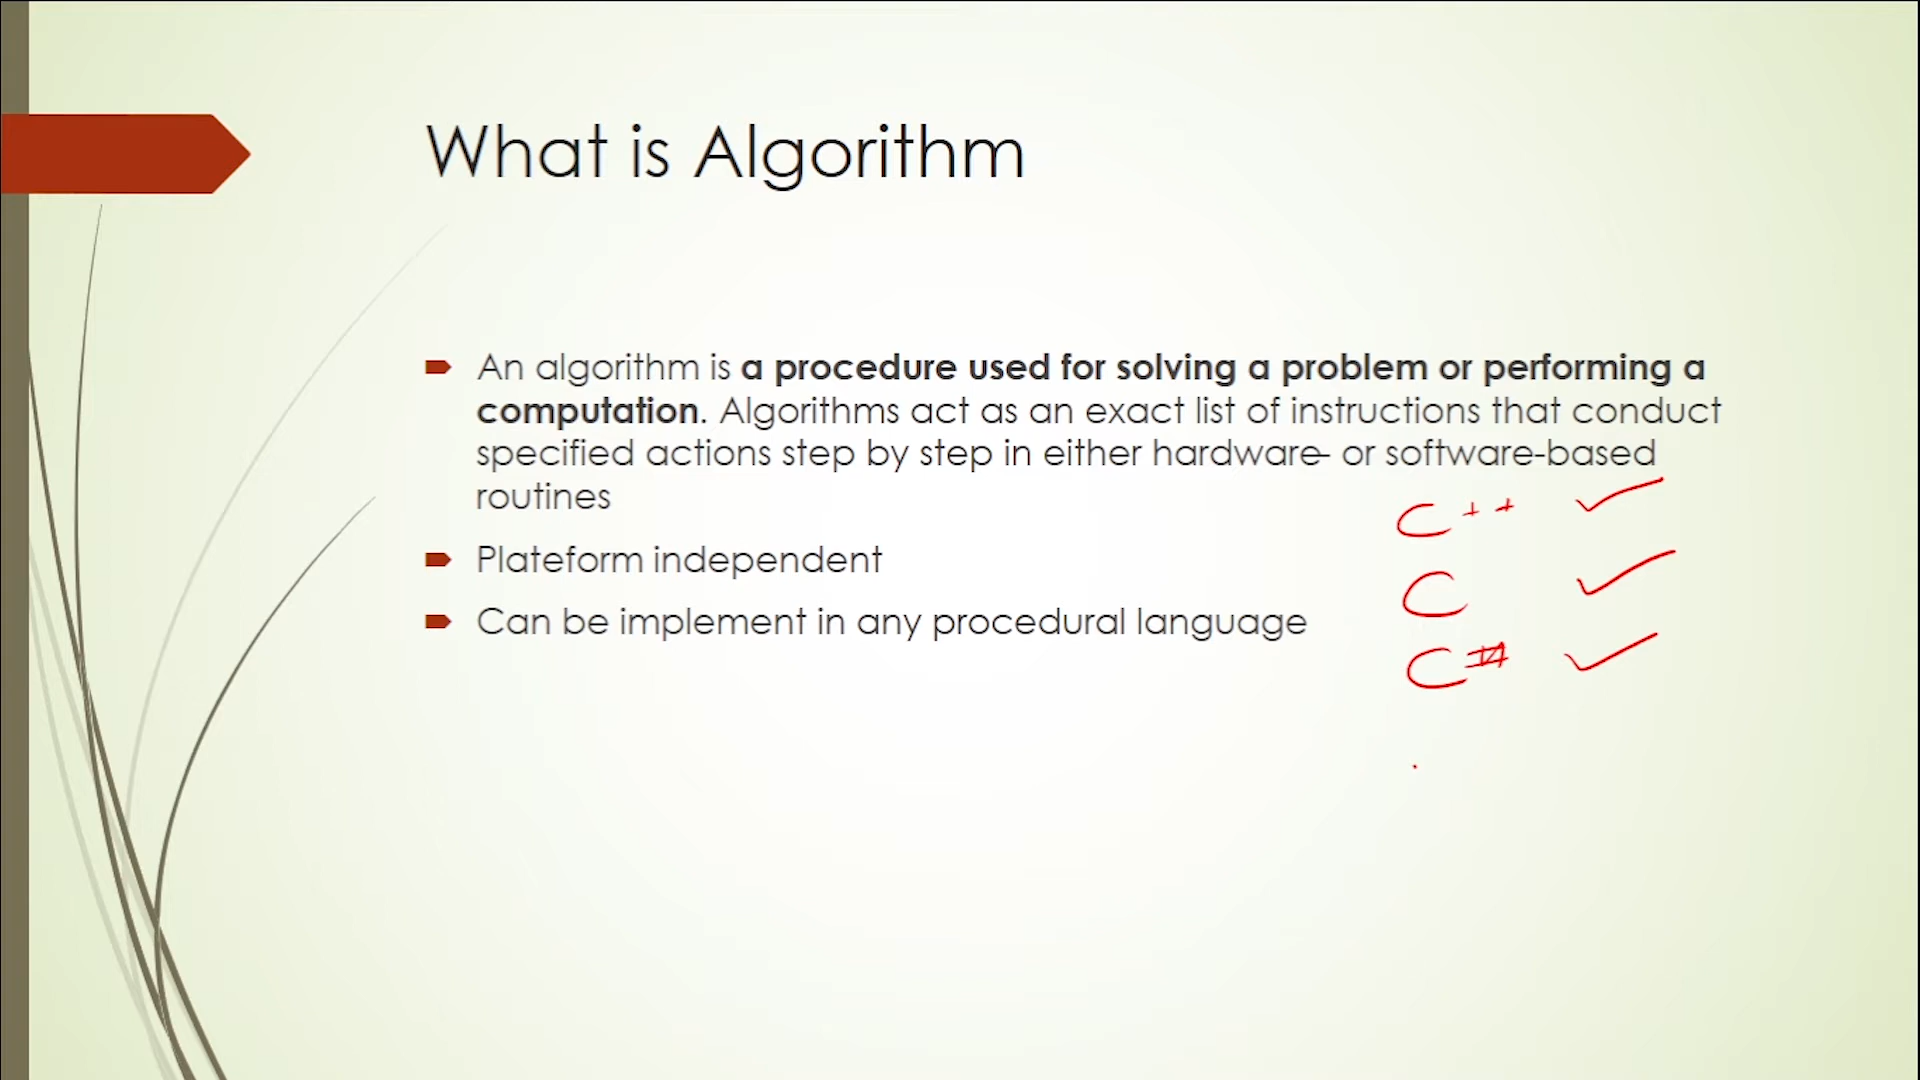 What is Algorithm
An algorithm is a procedure used for solving a problem or performing a
computation. Algorithms act as an exact list of instructions that conduct
specified actions step by step in either hardware- or software-based
routines
C++
Plateform independent
C
Can be implement in any procedural language
C#